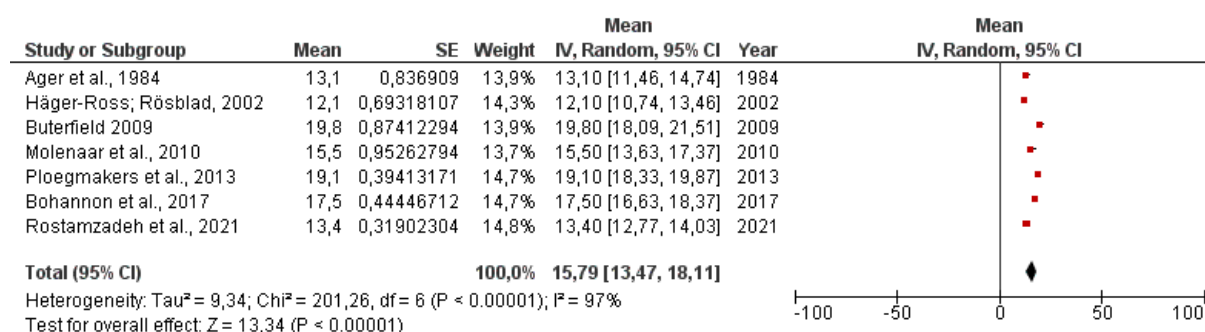 Mean Mean
Study or Subgroup Mean SE Weight IV, Random, 95% CI Year IV, Random, 95% CI
Ager et al., 1984 13,1 0,836909 13,9% 13,10 [11,46, 14,74] 1984
Häger-Ross; Rösblad, 2002 12,1 0,69318107 14,3% 12,10 [10,74, 13,46] 2002
Buterfield 2009 19,8 0,87412294 13,9% 19,80 [18,09, 21,51] 2009
Molenaar et al., 2010 15,5 0,95262794 13,7% 15,50 [13,63, 17,37] 2010
Ploegmakers et al., 2013 19,1 0,39413171 14,7% 19,10 [18,33, 19,87] 2013
Bohannon et al., 2017 17,5 0,44446712 14,7% 17,50 [16,63, 18,37] 2017
Rostamzadeh et al., 2021 13,4 0,31902304 14,8% 13,40 [12,77, 14,03] 2021
Total (95% CI) 100,0% 15,79 [13,47, 18,11]
Heterogeneity: Tau² = 9,34; Chi² = 201,26, df = 6 (P < 0.00001); I² = 97%
Test for overall effect: Z = 13,34 (P < 0.00001)
-100 -50 0 50 100